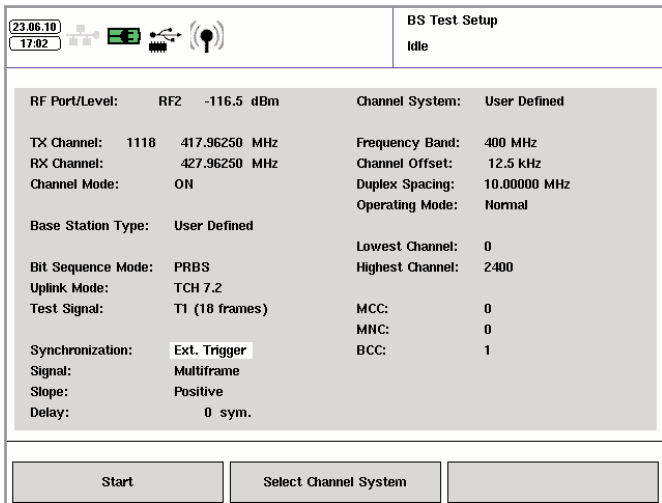 23.06.10
17:02
BS Test Setup
Idle
RF Port/Level: RF2 -116.5 dBm
TX Channel: 1118 417.96250 MHz
RX Channel: 427.96250 MHz
Channel Mode: ON
Base Station Type: User Defined
Bit Sequence Mode: PRBS
Uplink Mode: TCH 7.2
Test Signal: T1 (18 frames)
Synchronization: Ext. Trigger
Signal: Multiframe
Slope: Positive
Delay: 0 sym.
Channel System: User Defined
Frequency Band: 400 MHz
Channel Offset: 12.5 kHz
Duplex Spacing: 10.00000 MHz
Operating Mode: Normal
Lowest Channel: 0
Highest Channel: 2400
MCC: 0
MNC: 0
BCC: 1
Start
Select Channel System